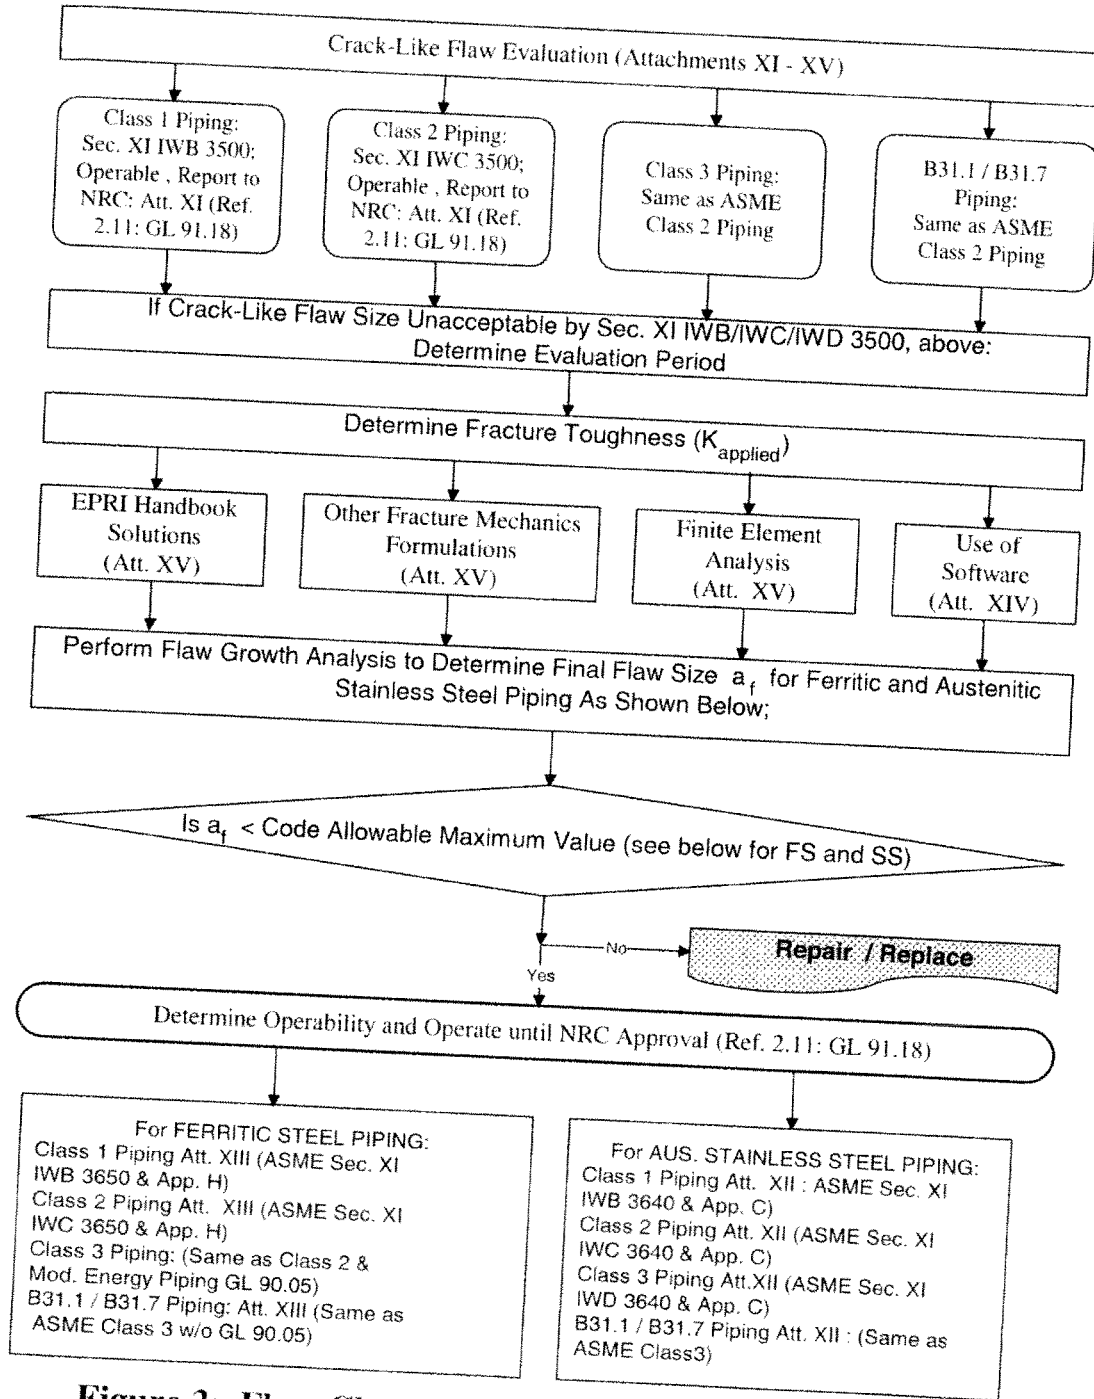 Crack-Like Flaw Evaluation (Attachments XI - XV)
Class 1 Piping:
Sec. XI IWB 3500;
Operable , Report to
NRC: Att. XI (Ref.
2.11: GL 91.18)
Class 2 Piping:
Sec. XI IWC 3500;
Operable , Report to
NRC: Att. XI (Ref.
2.11: GL 91.18)
Class 3 Piping:
Same as ASME
Class 2 Piping
B31.1 / B31.7
Piping:
Same as ASME
Class 2 Piping
If Crack-Like Flaw Size Unacceptable by Sec. XI IWB/IWC/IWD 3500, above:
Determine Evaluation Period
Determine Fracture Toughness (Kapplied)
EPRI Handbook
Solutions
(Att. XV)
Other Fracture Mechanics
Formulations
(Att. XV)
Finite Element
Analysis
(Att. XV)
Use of
Software
(Att. XIV)
Perform Flaw Growth Analysis to Determine Final Flaw Size af for Ferritic and Austenitic
Stainless Steel Piping As Shown Below;
Is af < Code Allowable Maximum Value (see below for FS and SS)
No
Repair / Replace
Yes
Determine Operability and Operate until NRC Approval (Ref. 2.11: GL 91.18)
For FERRITIC STEEL PIPING:
Class 1 Piping Att. XIII (ASME Sec. XI
IWB 3650 & App. H)
Class 2 Piping Att. XIII (ASME Sec. XI
IWC 3650 & App. H)
Class 3 Piping: (Same as Class 2 &
Mod. Energy Piping GL 90.05)
B31.1 / B31.7 Piping: Att. XIII (Same as
ASME Class 3 w/o GL 90.05)
For AUS. STAINLESS STEEL PIPING:
Class 1 Piping Att. XII : ASME Sec. XI
IWB 3640 & App. C)
Class 2 Piping Att. XII (ASME Sec. XI
IWC 3640 & App. C)
Class 3 Piping Att.XII (ASME Sec. XI
IWD 3640 & App. C)
B31.1 / B31.7 Piping Att. XII : (Same as
ASME Class3)